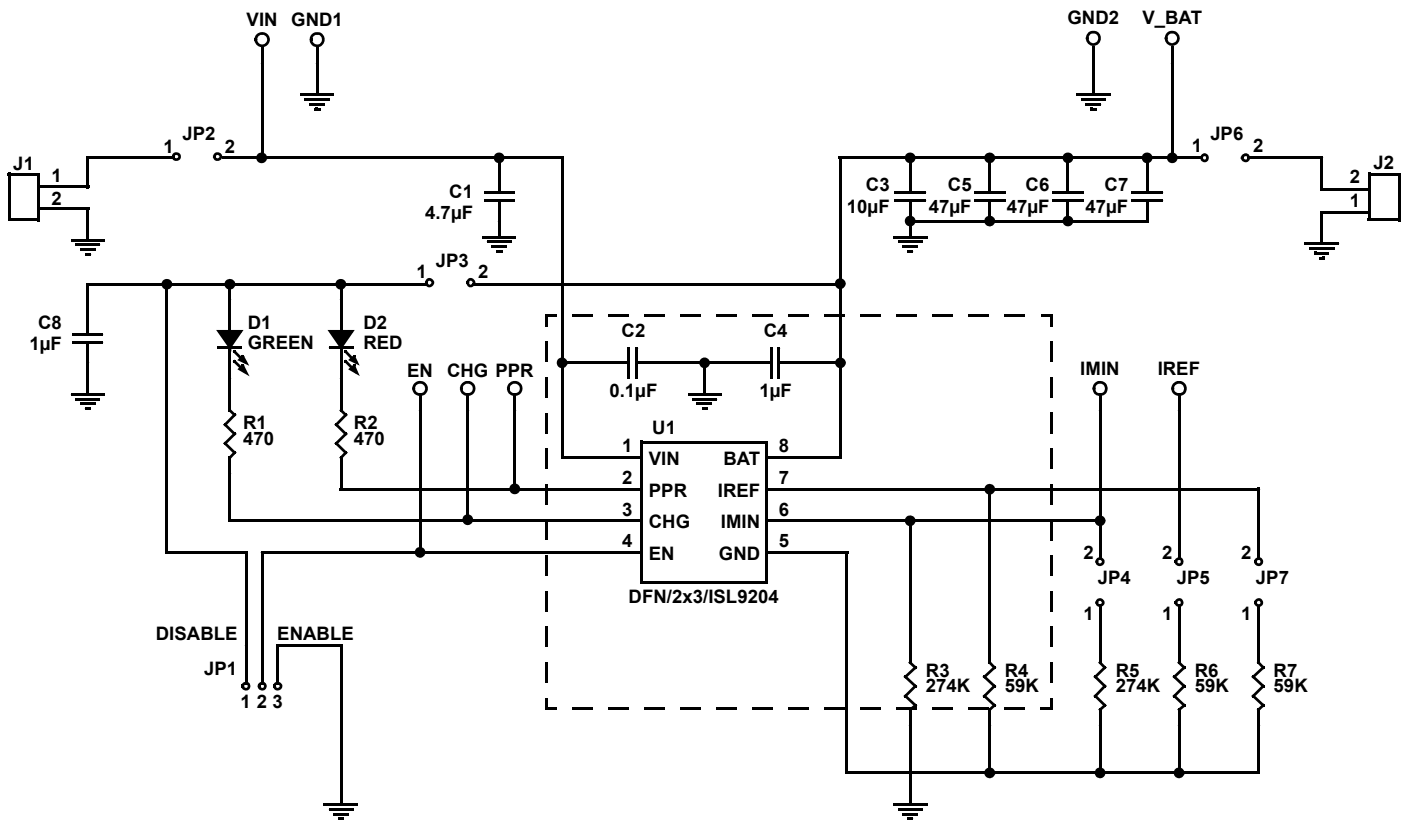 VIN GND1
GND2 V_BAT
JP2
1 2
J1
1
2
C1
4.7µF
C3
10µF
C5
47µF
C6
47µF
C7
47µF
JP6
1 2
J2
2
1
JP3
1 2
C8
1µF
D1
GREEN
D2
RED
EN CHG PPR
C2
0.1µF
C4
1µF
IMIN IREF
R1
470
R2
470
U1
1 VIN BAT 8
2 PPR IREF 7
3 CHG IMIN 6
4 EN GND 5
DFN/2x3/ISL9204
2 2 2
JP4 JP5 JP7
1 1 1
DISABLE ENABLE
JP1
1 2 3
R3
274K
R4
59K
R5
274K
R6
59K
R7
59K